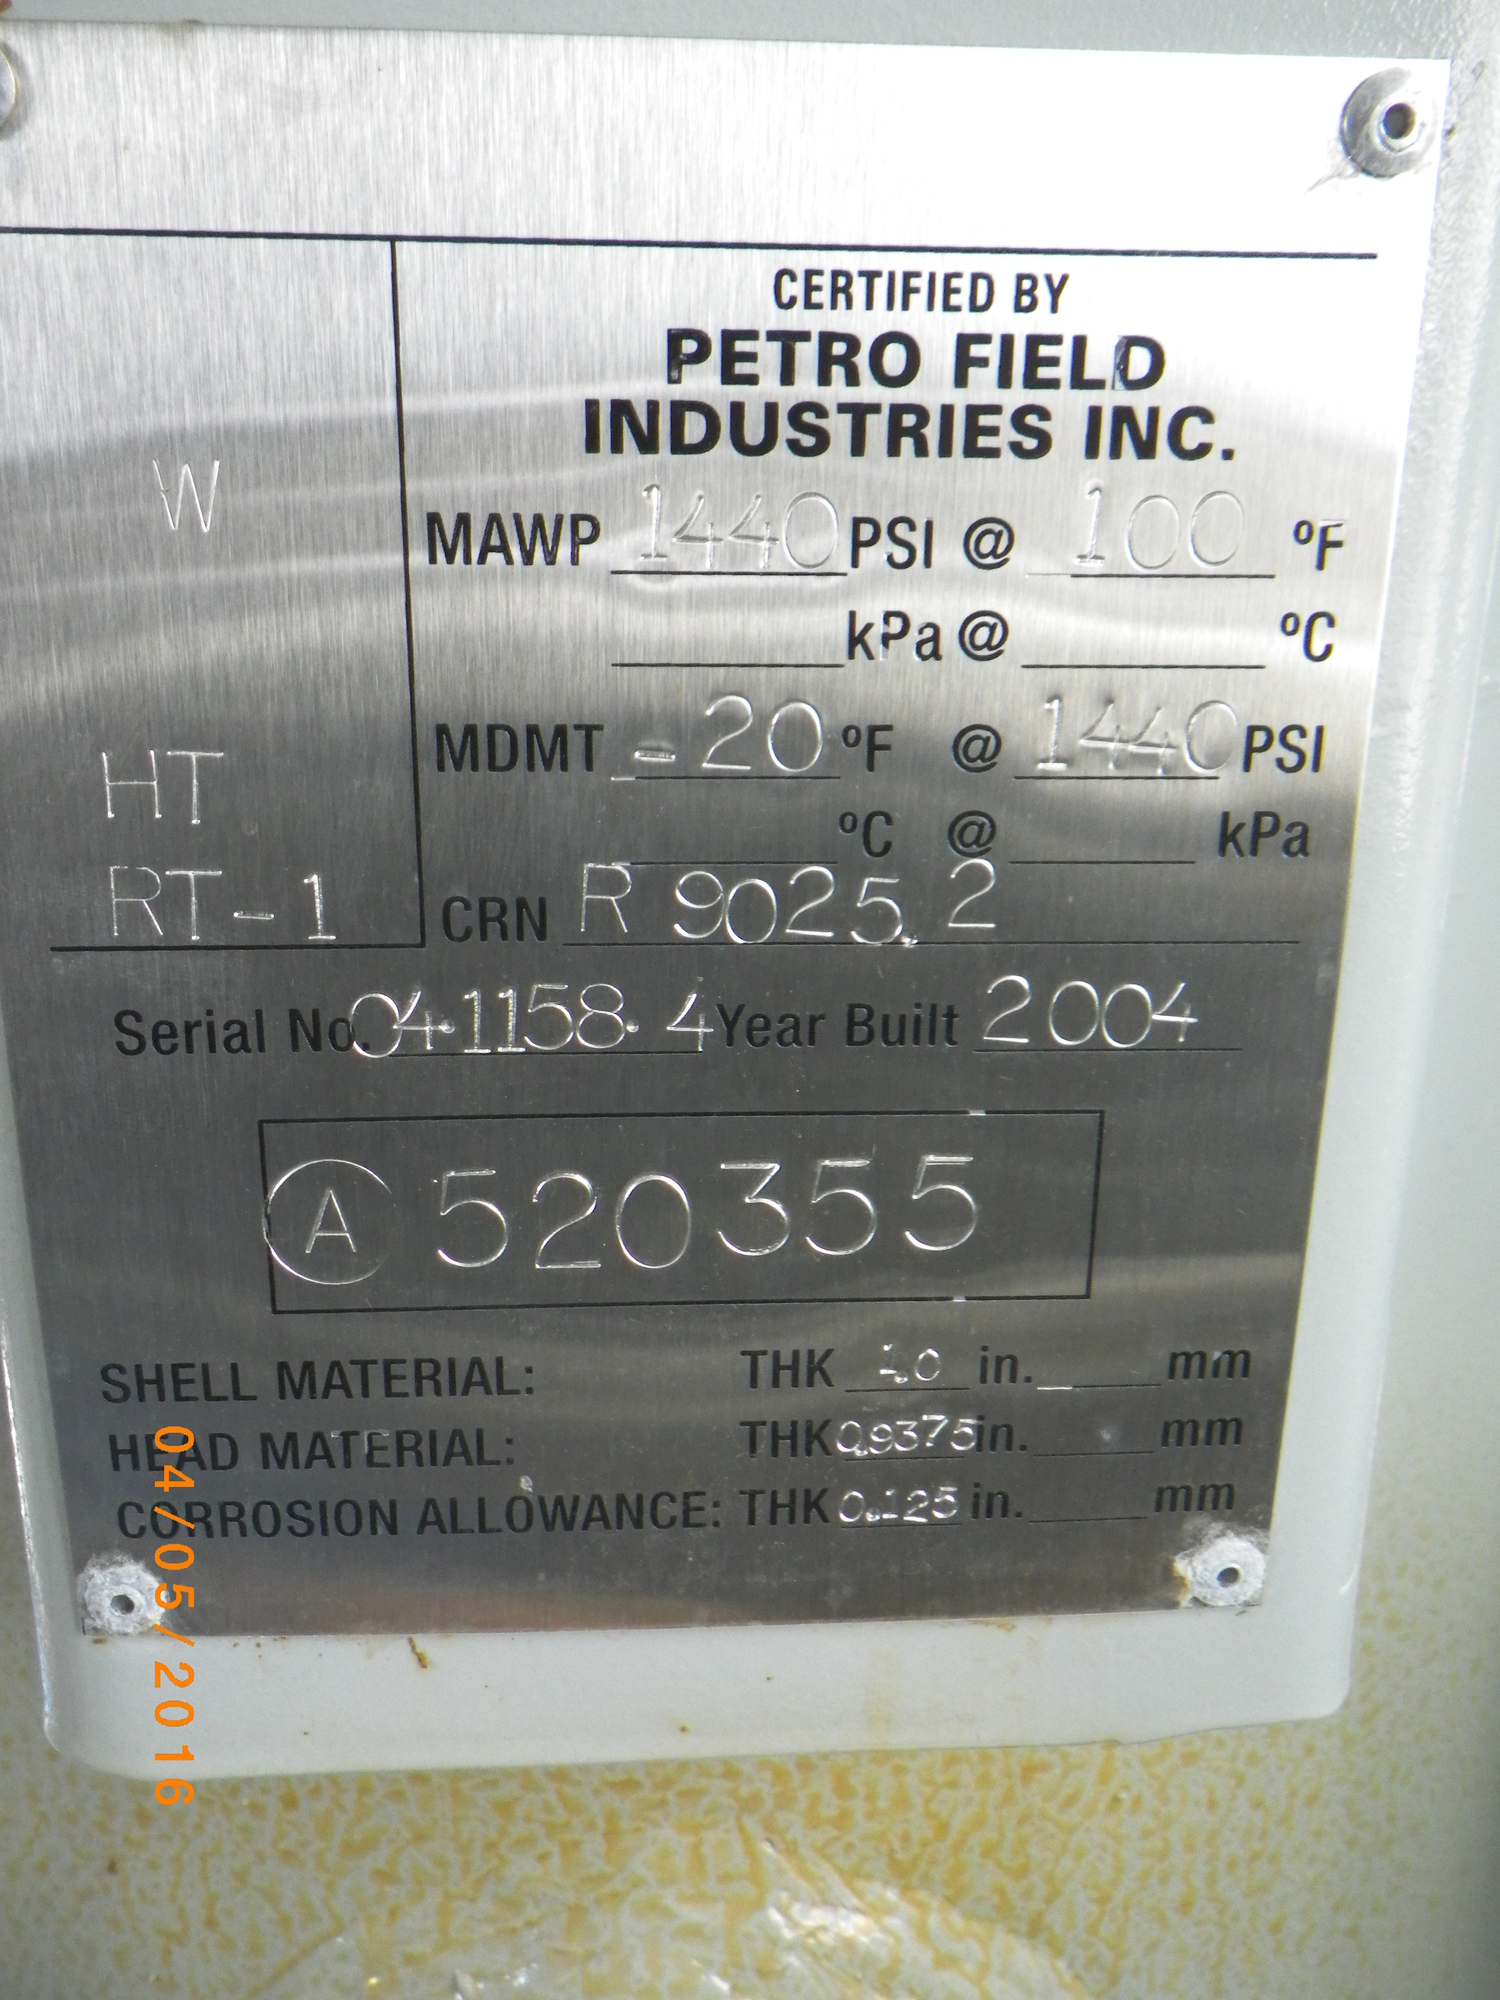 CERTIFIED BY
PETRO FIELD
INDUSTRIES INC.
W
MAWP 1440 PSI @ 100 °F
kPa @ °C
MDMT -20 °F @ 1440 PSI
HT
°C @ kPa
RT-1
CRN R 9025.2
Serial No. 04.1158.4 Year Built 2004
A 520355
SHELL MATERIAL: THK 1.0 in. mm
HEAD MATERIAL: THK 0.9375 in. mm
CORROSION ALLOWANCE: THK 0.125 in. mm
04/05/2016